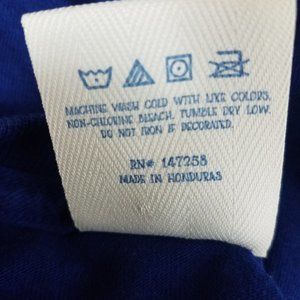 MACHINE WASH COLD WITH LIKE COLORS.
NON-CHLORINE BLEACH. TUMBLE DRY LOW.
DO NOT IRON IF DECORATED.
RN# 147258
MADE IN HONDURAS